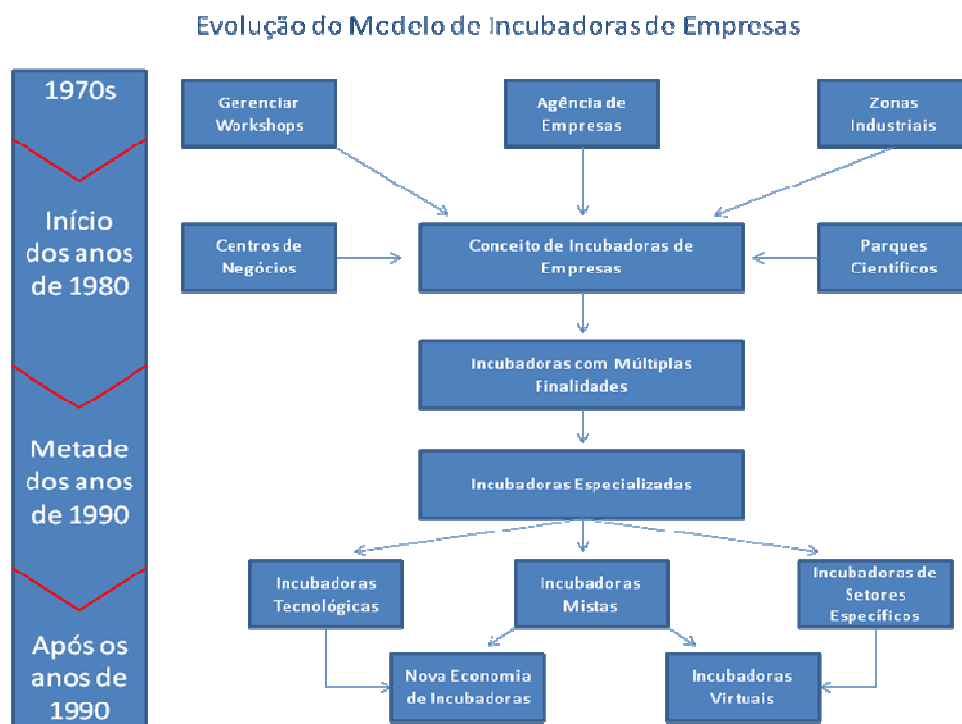 Evolução do Modelo de Incubadoras de Empresas
1970s
Gerenciar
Workshops
Agência de
Empresas
Zonas
Industriais
Início
dos anos
de 1980
Centros de
Negócios
Conceito de Incubadoras de
Empresas
Parques
Científicos
Incubadoras com Múltiplas
Finalidades
Metade
dos anos
de 1990
Incubadoras Especializadas
Incubadoras
Tecnológicas
Incubadoras
Mistas
Incubadoras de
Setores
Específicos
Após os
anos de
1990
Nova Economia
de Incubadoras
Incubadoras
Virtuais